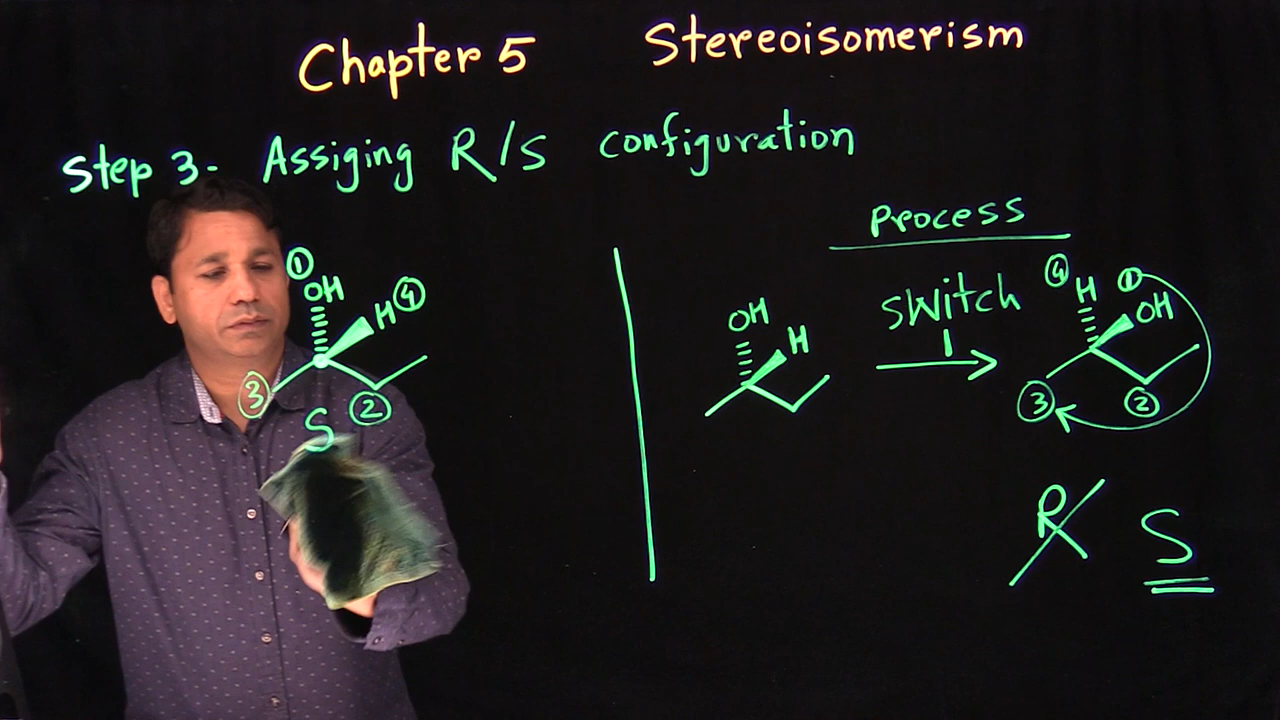 Chapter 5 Stereoisomerism
Step 3- Assiging R/S configuration
Process
① OH H ④
③ ②
S
OH H
Switch
1
④ H ① OH
③ ②
R S